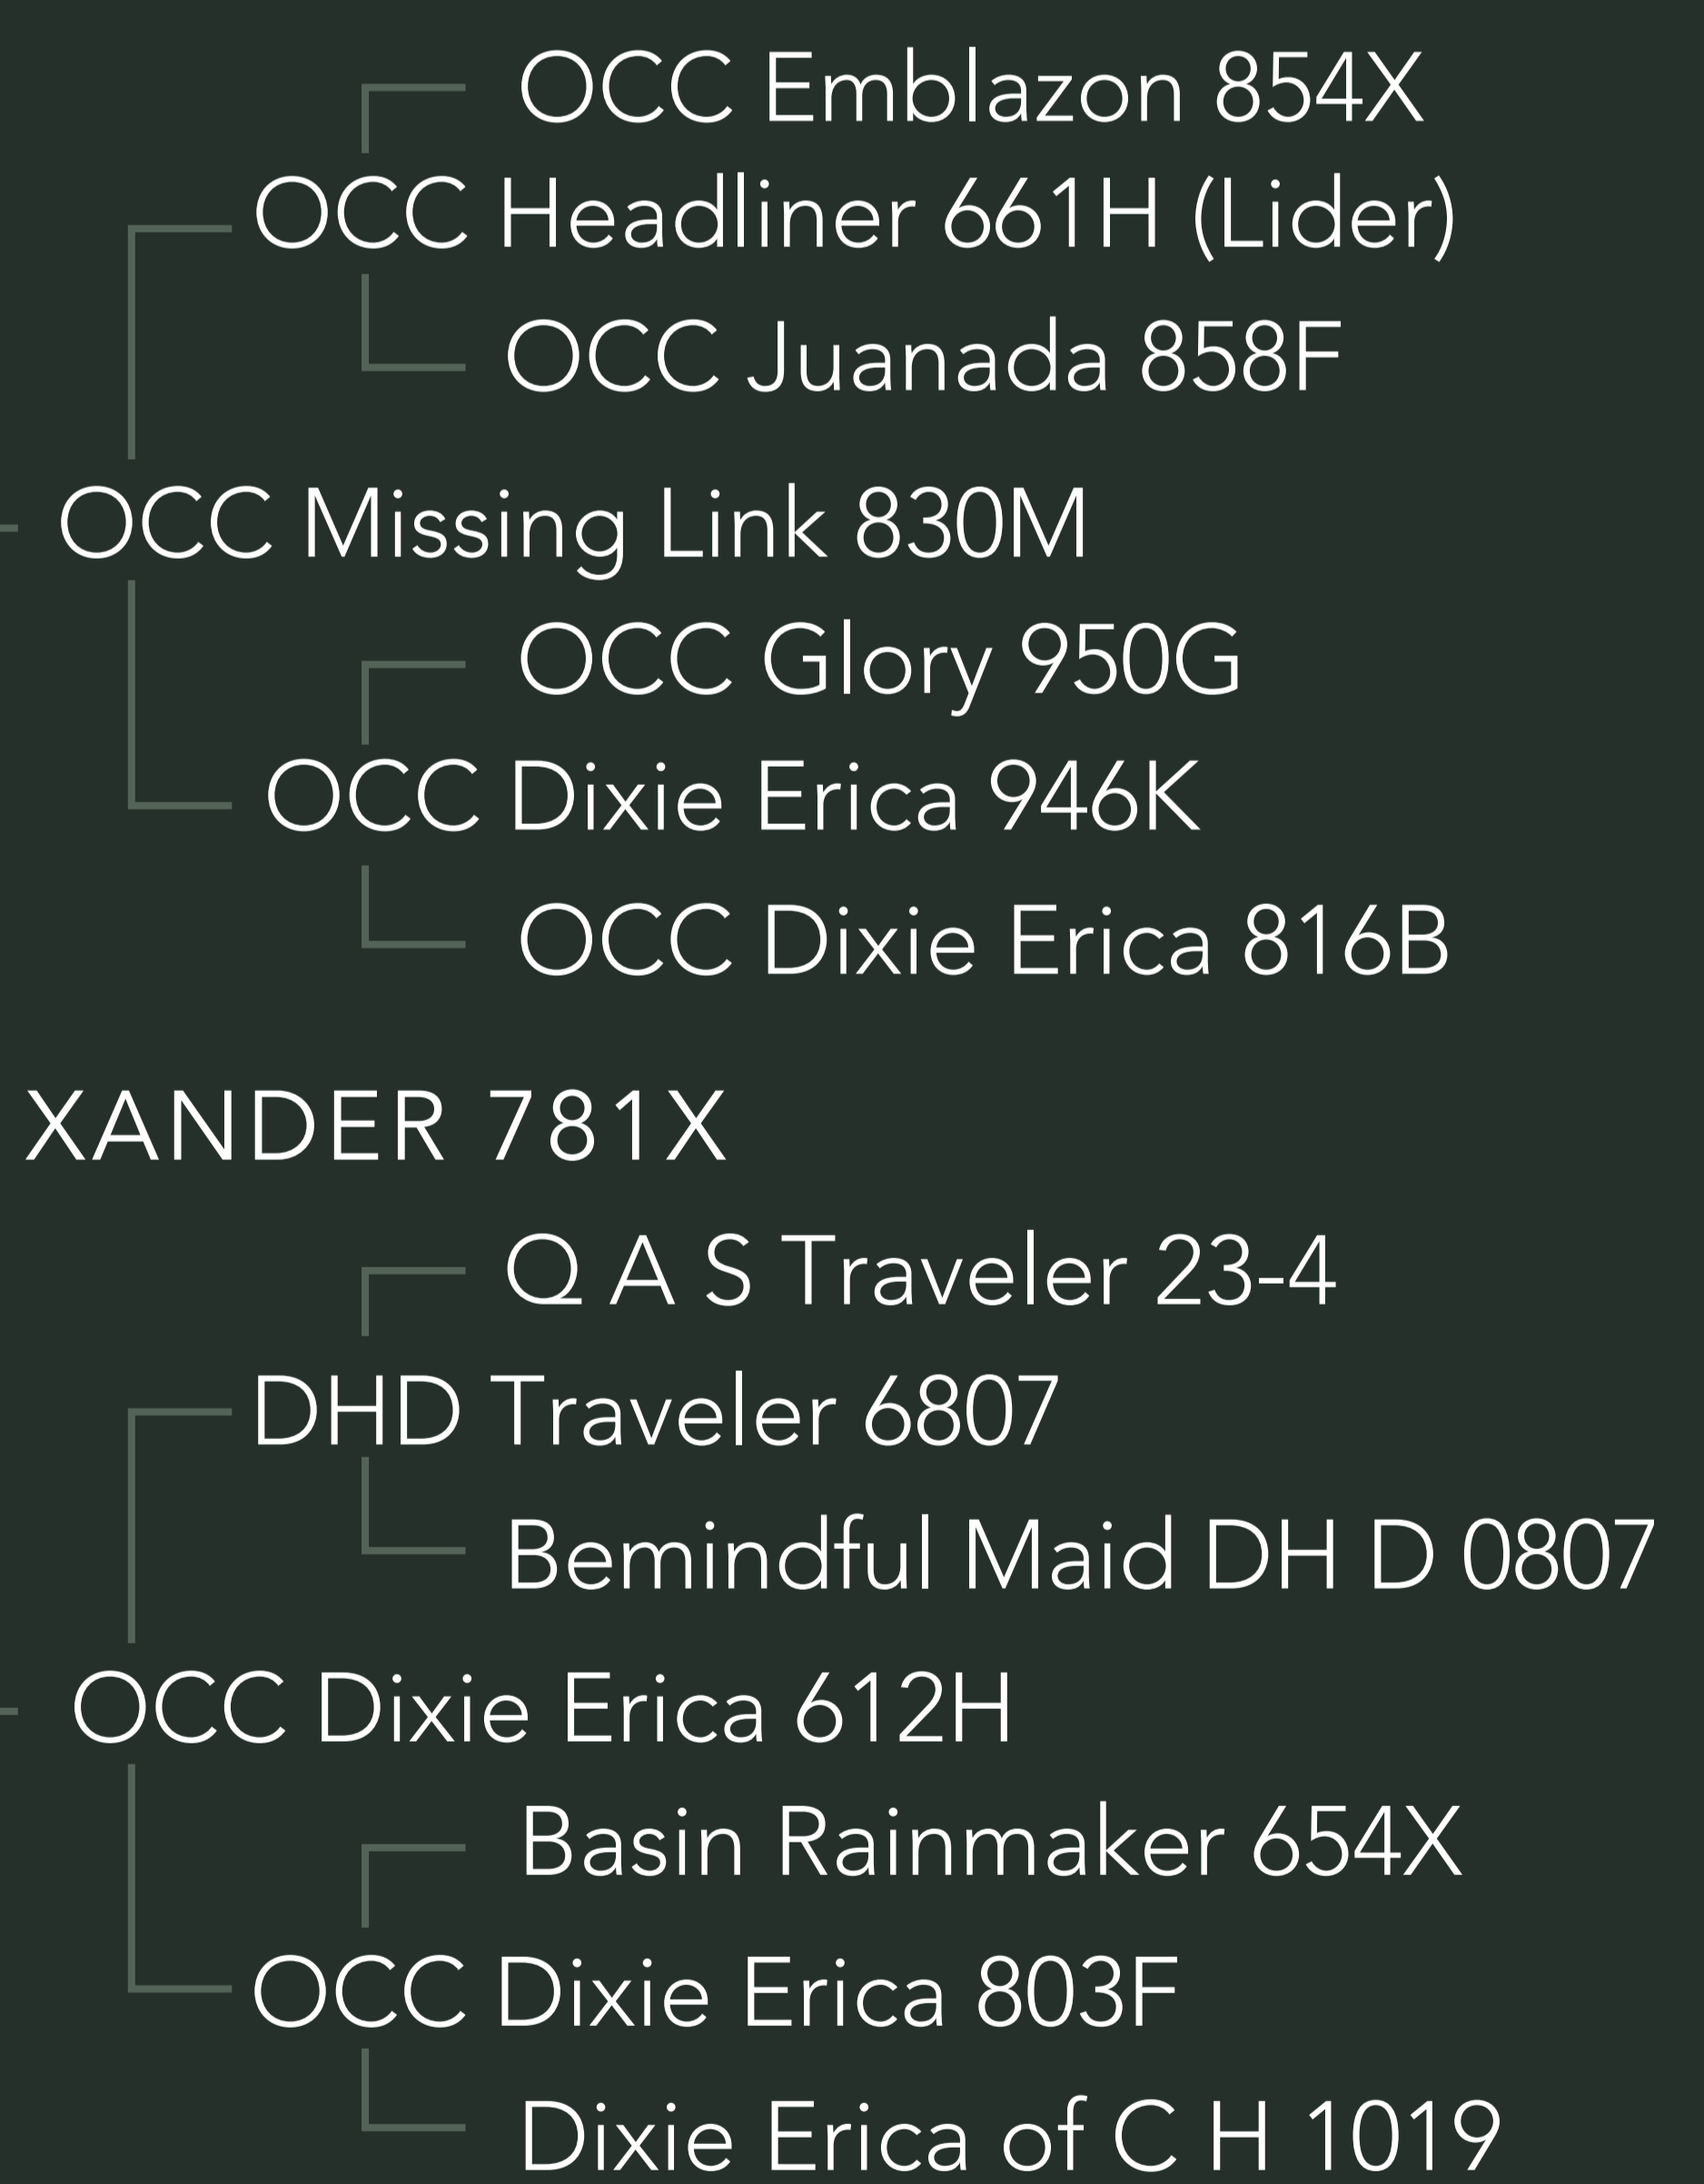 OCC Emblazon 854X
OCC Headliner 661H (Lider)
OCC Juanada 858F
OCC Missing Link 830M
OCC Glory 950G
OCC Dixie Erica 946K
OCC Dixie Erica 816B
XANDER 781X
Q A S Traveler 23-4
DHD Traveler 6807
Bemindful Maid DH D 0807
OCC Dixie Erica 612H
Basin Rainmaker 654X
OCC Dixie Erica 803F
Dixie Erica of C H 1019